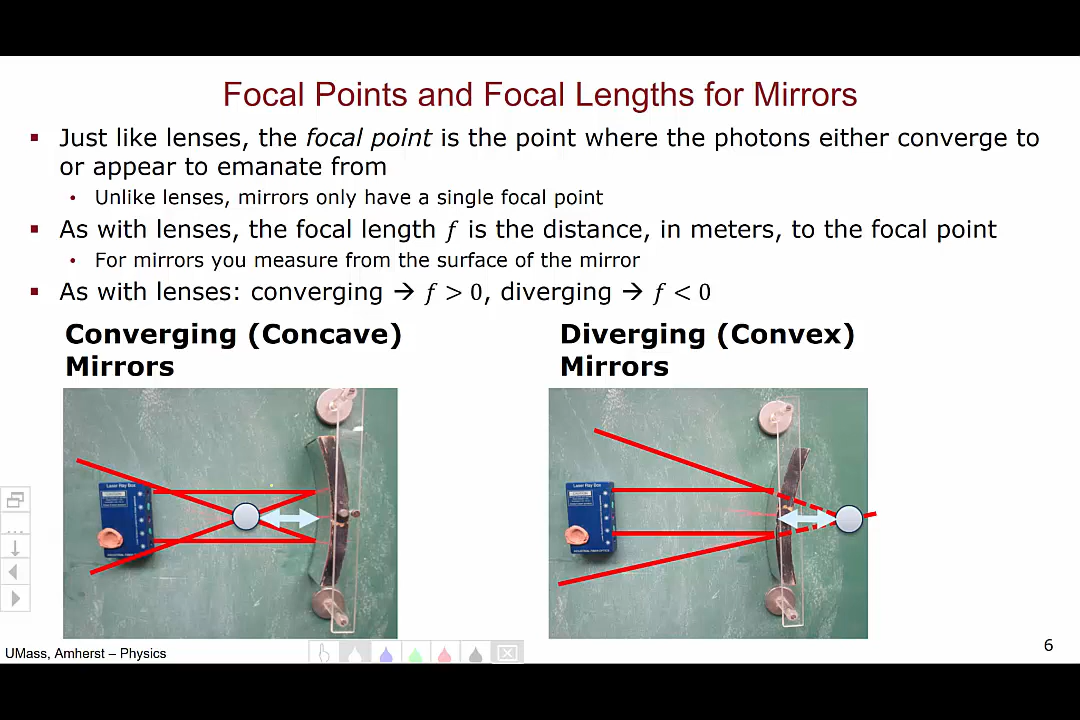 Focal Points and Focal Lengths for Mirrors
▪ Just like lenses, the focal point is the point where the photons either converge to
or appear to emanate from
• Unlike lenses, mirrors only have a single focal point
▪ As with lenses, the focal length 𝑓 is the distance, in meters, to the focal point
• For mirrors you measure from the surface of the mirror
▪ As with lenses: converging → 𝑓 > 0, diverging → 𝑓 < 0
Converging (Concave)
Mirrors
Diverging (Convex)
Mirrors
Laser Ray Box
Laser Ray Box
UMass, Amherst – Physics
6